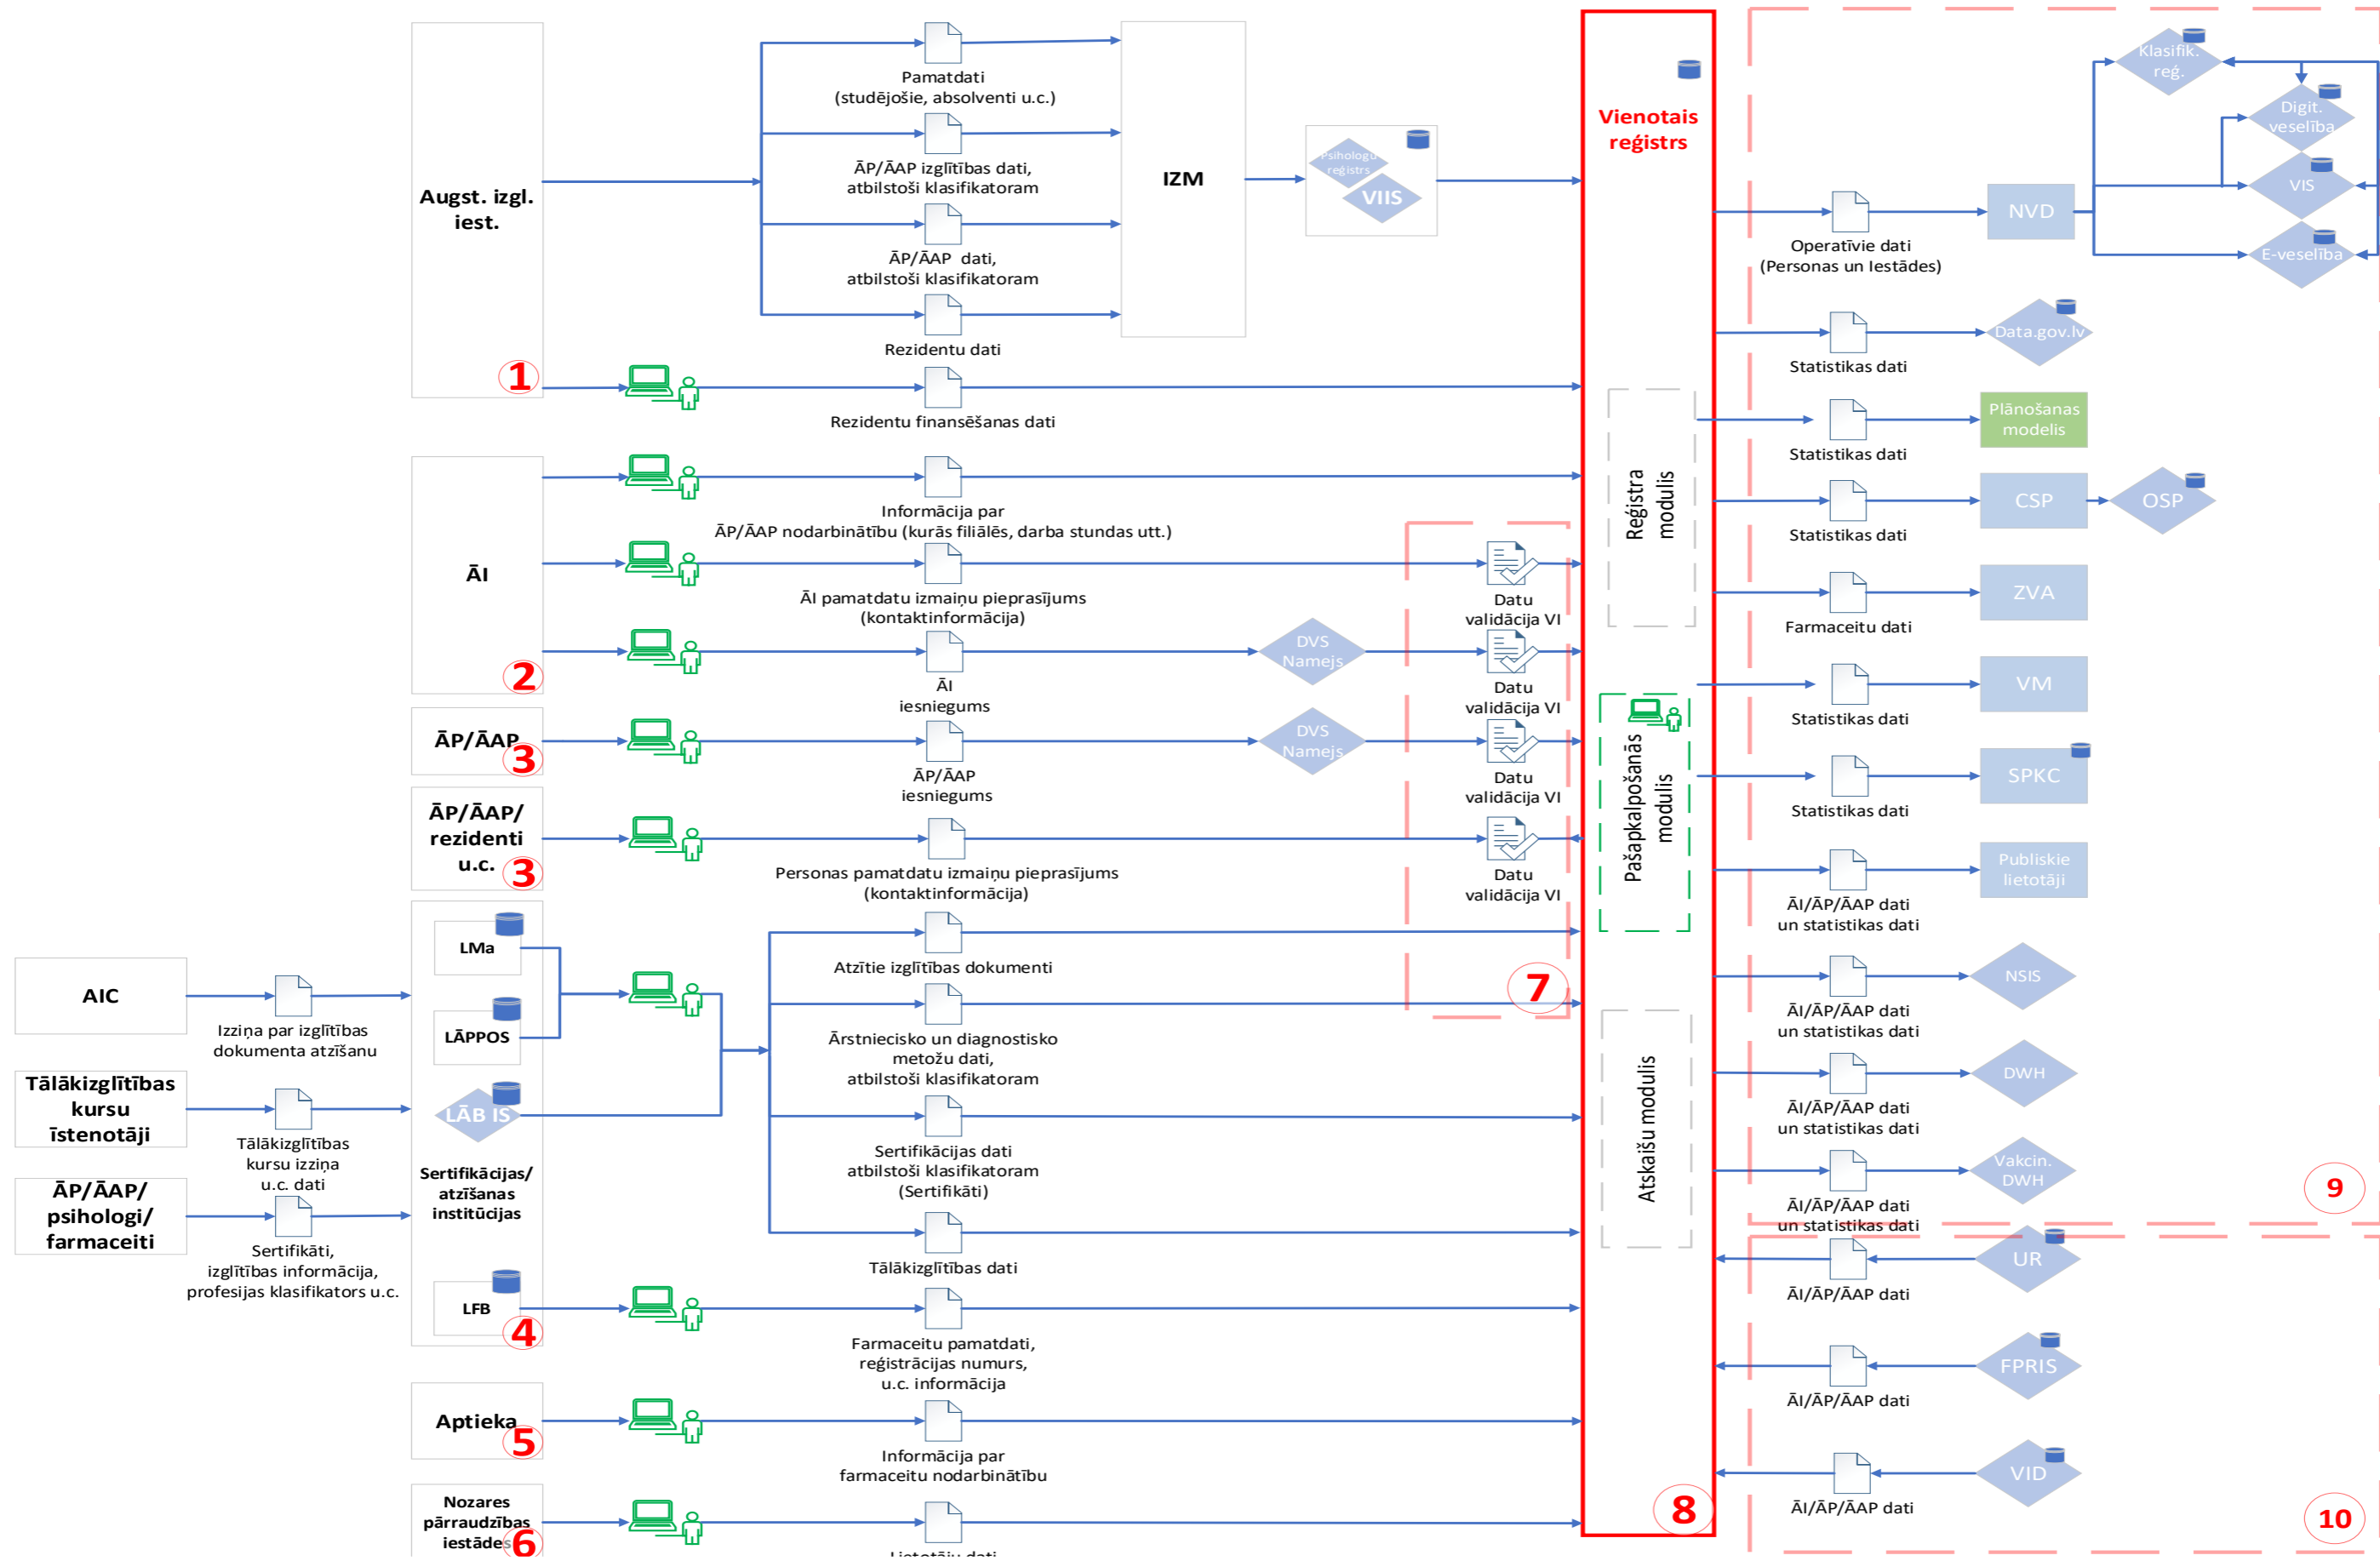 Augst. izgl.
iest.
1
Pamatdati
(studējošie, absolventi u.c.)
ĀP/ĀAP izglītības dati,
atbilstoši klasifikatoram
ĀP/ĀAP  dati,
atbilstoši klasifikatoram
Rezidentu dati
IZM
Psihologu
reģistrs
VIIS
Rezidentu finansēšanas dati
ĀI
2
Informācija par
ĀP/ĀAP nodarbinātību (kurās filiālēs, darba stundas utt.)
ĀI pamatdatu izmaiņu pieprasījums
(kontaktinformācija)
Datu
validācija VI
ĀI
iesniegums
DVS
Namejs
Datu
validācija VI
ĀP/ĀAP
3
ĀP/ĀAP
iesniegums
DVS
Namejs
Datu
validācija VI
ĀP/ĀAP/
rezidenti
u.c.
3
Personas pamatdatu izmaiņu pieprasījums
(kontaktinformācija)
Datu
validācija VI
7
AIC
Izziņa par izglītības
dokumenta atzīšanu
Tālākizglītības
kursu
īstenotāji
Tālākizglītības
kursu izziņa
u.c. dati
ĀP/ĀAP/
psihologi/
farmaceiti
Sertifikāti,
izglītības informācija,
profesijas klasifikators u.c.
LMa
LĀPPOS
LĀB IS
Sertifikācijas/
atzīšanas
institūcijas
LFB
4
Atzītie izglītības dokumenti
Ārstniecisko un diagnostisko
metožu dati,
atbilstoši klasifikatoram
Sertifikācijas dati
atbilstoši klasifikatoram
(Sertifikāti)
Tālākizglītības dati
Farmaceitu pamatdati,
reģistrācijas numurs,
u.c. informācija
Aptieka
5
Informācija par
farmaceitu nodarbinātību
Nozares
pārraudzības
iestādes
6
Lietotāju dati
Vienotais
reģistrs
Reģistra
modulis
Pašapkalpošanās
modulis
Atskaišu modulis
8
Operatīvie dati
(Personas un Iestādes)
NVD
Klasifik.
reģ.
Digit.
veselība
VIS
E-veselība
Statistikas dati
Data.gov.lv
Statistikas dati
Plānošanas
modelis
Statistikas dati
CSP
OSP
Farmaceitu dati
ZVA
Statistikas dati
VM
Statistikas dati
SPKC
ĀI/ĀP/ĀAP dati
un statistikas dati
Publiskie
lietotāji
ĀI/ĀP/ĀAP dati
un statistikas dati
NSIS
ĀI/ĀP/ĀAP dati
un statistikas dati
DWH
ĀI/ĀP/ĀAP dati
un statistikas dati
Vakcin.
DWH
9
ĀI/ĀP/ĀAP dati
UR
ĀI/ĀP/ĀAP dati
FPRIS
ĀI/ĀP/ĀAP dati
VID
10